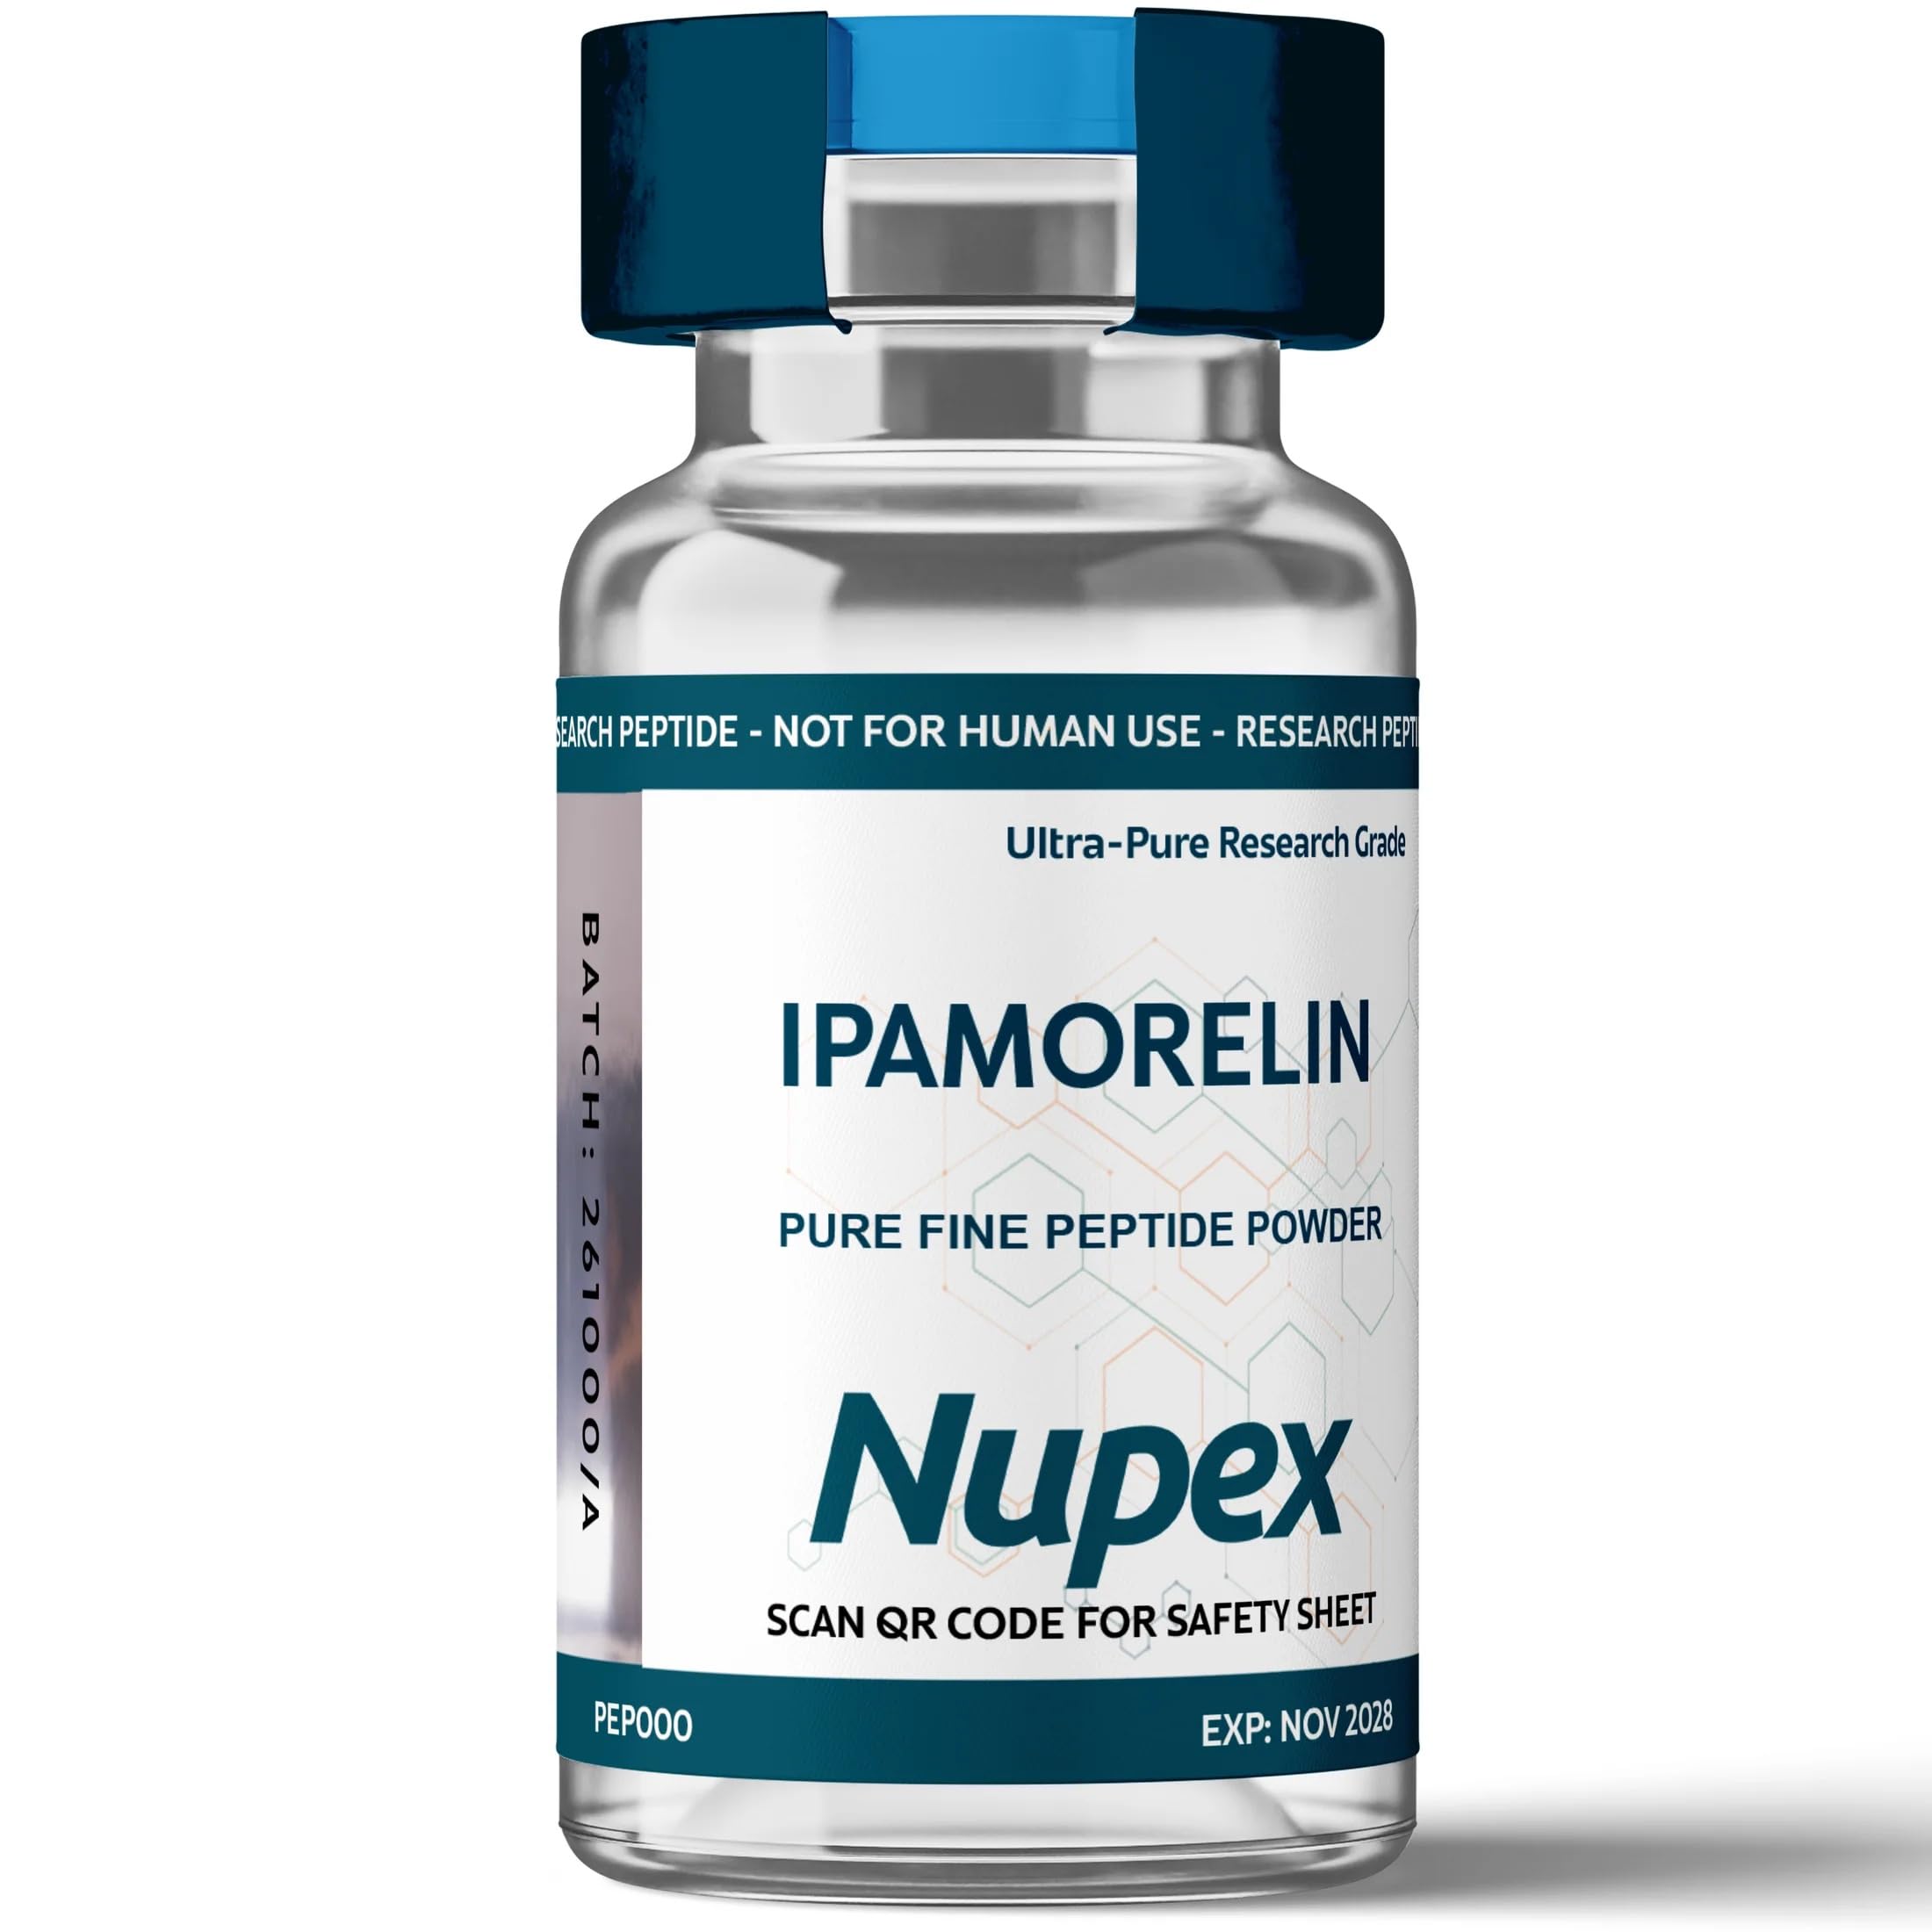 SEARCH PEPTIDE - NOT FOR HUMAN USE - RESEARCH PEPTI
Ultra-Pure Research Grade
BATCH: 261000/A
IPAMORELIN
PURE FINE PEPTIDE POWDER
Nupex
SCAN QR CODE FOR SAFETY SHEET
PEP000
EXP: NOV 2028